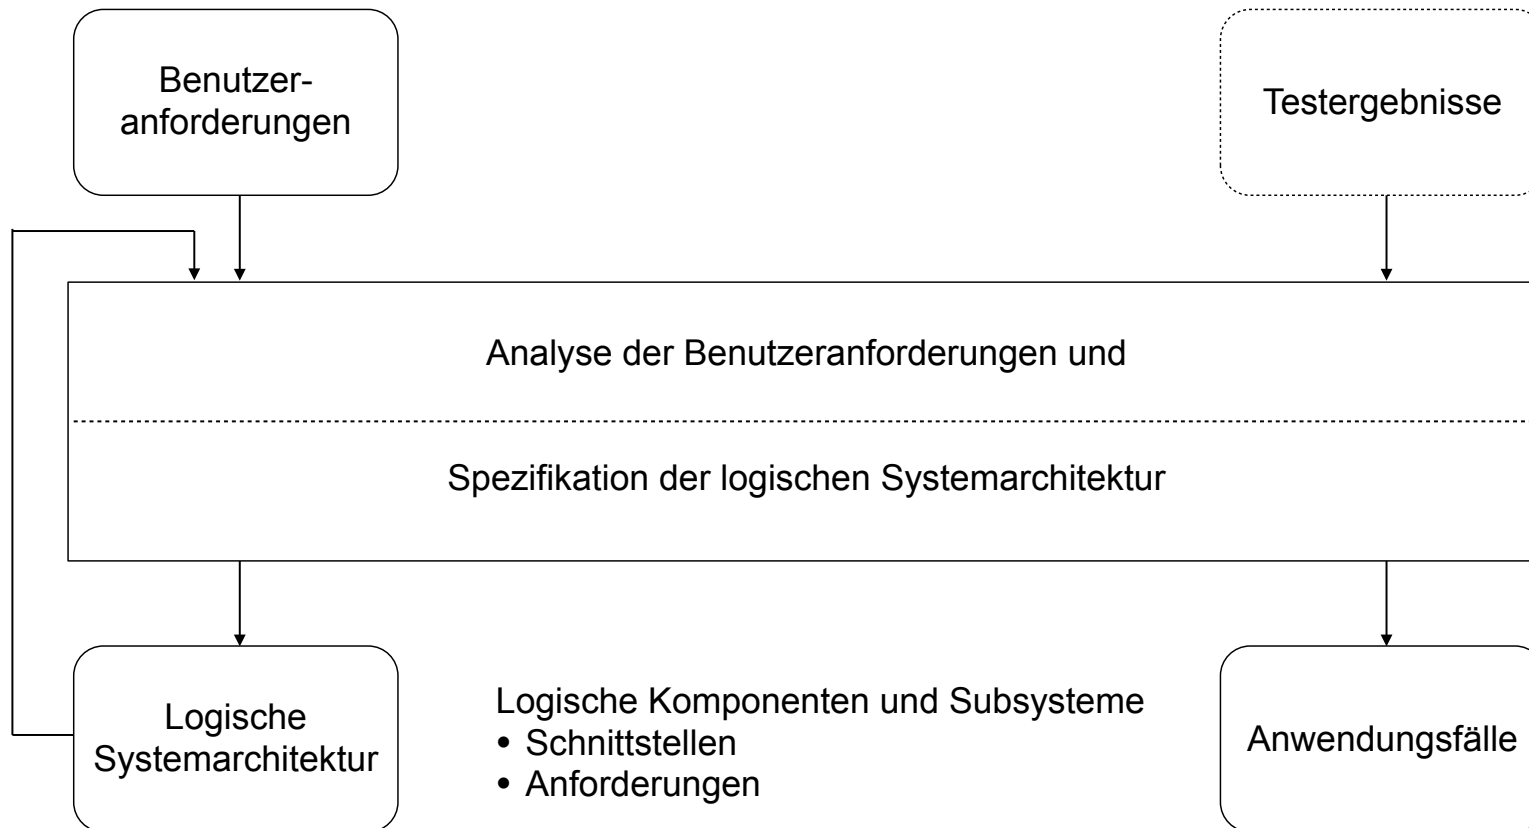 Benutzer-
anforderungen
Testergebnisse
Analyse der Benutzeranforderungen und
Spezifikation der logischen Systemarchitektur
Logische
Systemarchitektur
Logische Komponenten und Subsysteme
• Schnittstellen
• Anforderungen
Anwendungsfälle